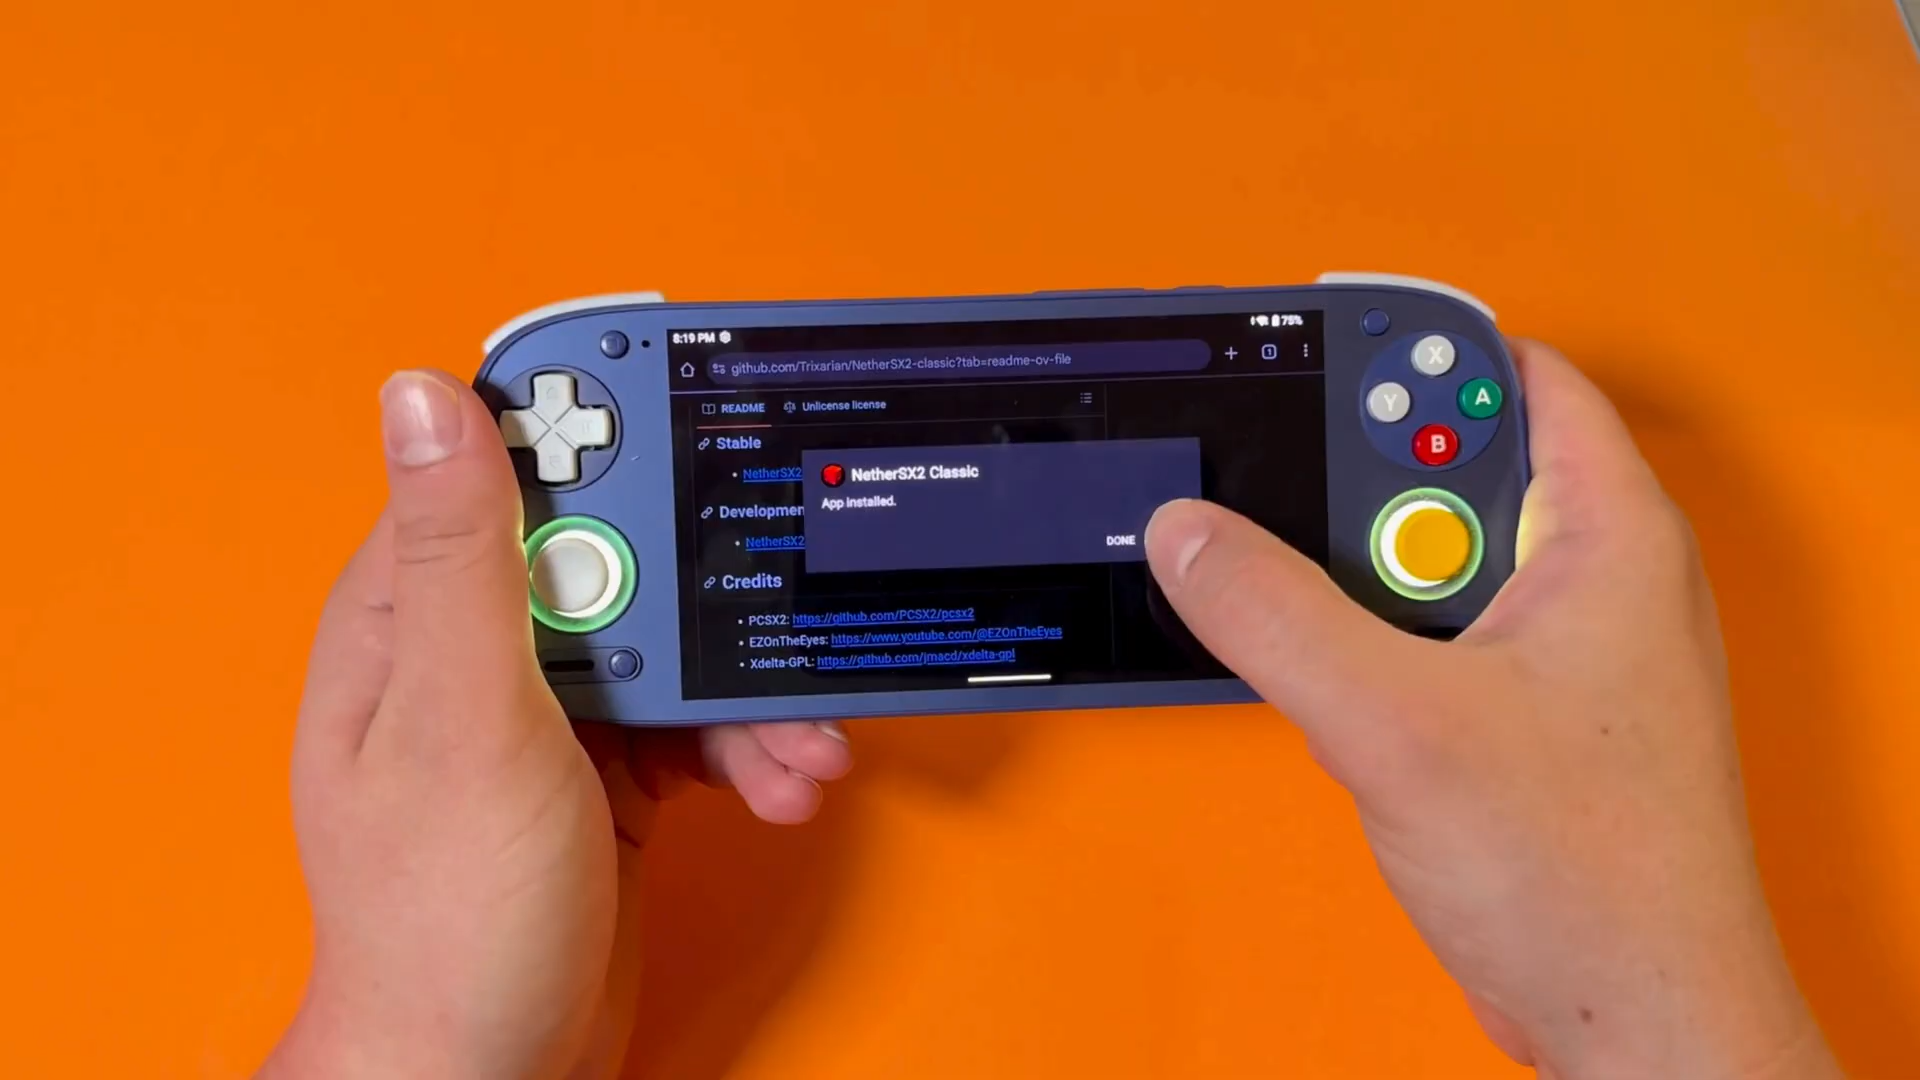 8:19 PM
75%
github.com/Trixarian/NetherSX2-classic?tab=readme-ov-file
1
README
Unlicense license
Stable
• NetherSX2
Developmen
• NetherSX2
NetherSX2 Classic
App installed.
DONE
Credits
• PCSX2: https://github.com/PCSX2/pcsx2
• EZOnTheEyes: https://www.youtube.com/@EZOnTheEyes
• Xdelta-GPL: https://github.com/jmacd/xdelta-gpl
X
Y
A
B